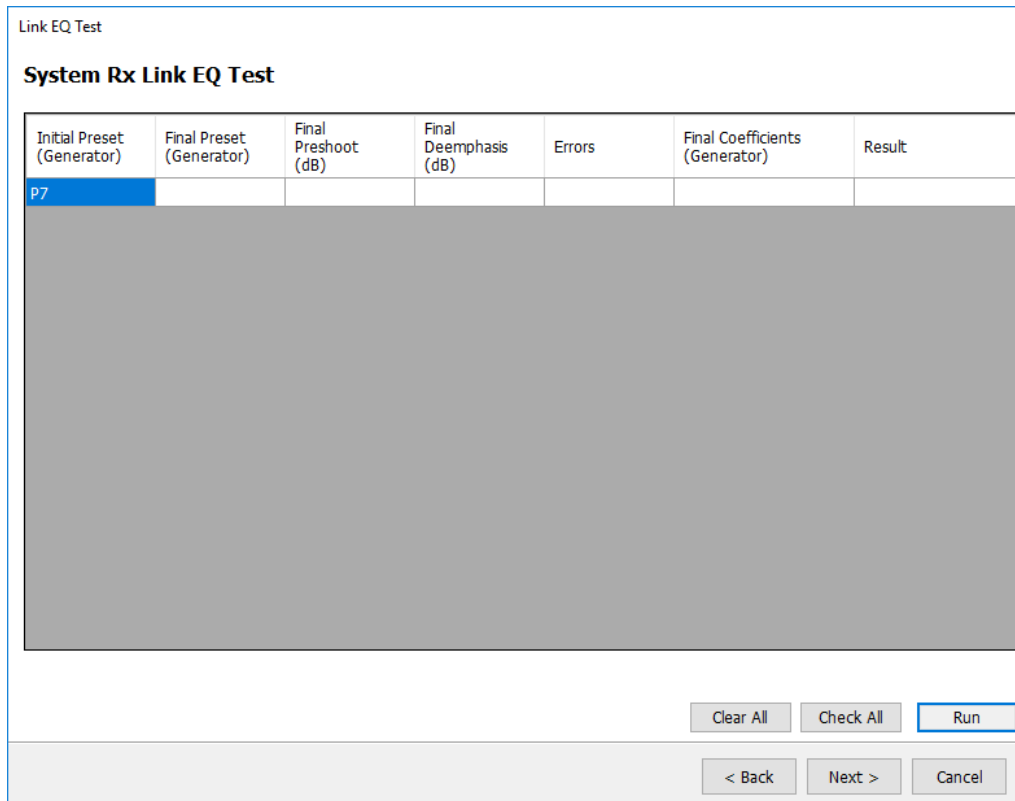 Link EQ Test
System Rx Link EQ Test
Initial Preset
(Generator)
Final Preset
(Generator)
Final
Preshoot
(dB)
Final
Deemphasis
(dB)
Errors
Final Coefficients
(Generator)
Result
P7
Clear All
Check All
Run
< Back
Next >
Cancel